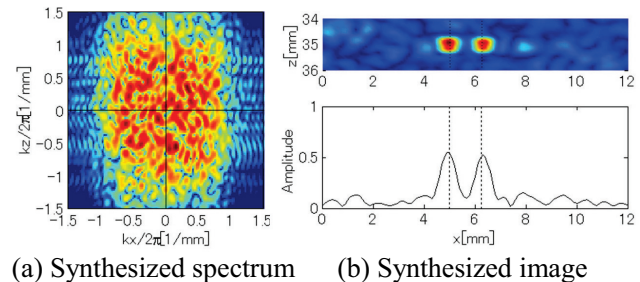 1.5
1
0.5
0
-0.5
-1
-1.5
kz/2π[1/mm]
-1.5 -1 -0.5 0 0.5 1 1.5
kx/2π[1/mm]
34
35
36
z[mm]
0 2 4 6 8 10 12
1
0.5
0
Amplitude
0 2 4 6 8 10 12
x[mm]
(a) Synthesized spectrum (b) Synthesized image